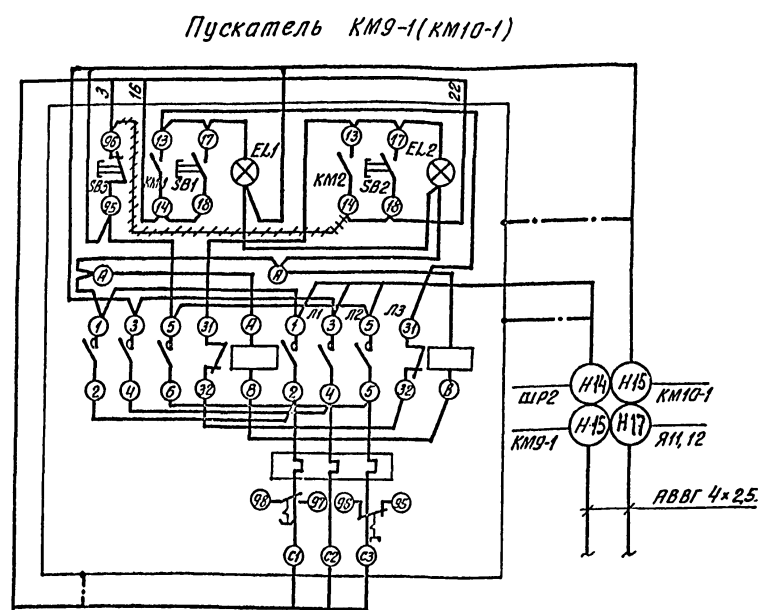 Пускатель КМ9-1(КМ10-1)
3 16 22
96 13 17 EL1 13 17 EL2
SB3 КМ1 SB1 КМ2 SB2
95 14 18 14 18
А Я
1 3 5 31 А 1 Л1 3 Л2 5 Л3 31
2 4 6 32 В 2 4 5 32 В
Н14 Н15
ШР2 КМ10-1
Н15 Н17
КМ9-1 Я11,12
98 97 96 95
АВВГ 4×2,5.
С1 С2 С3